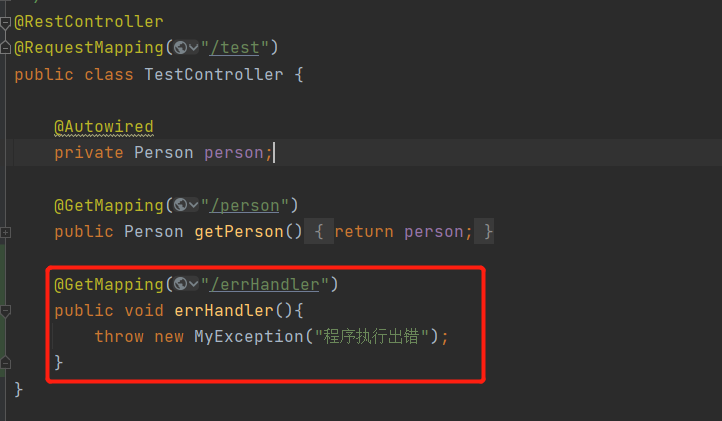 @RestController
@RequestMapping("/test")
public class TestController {
@Autowired
private Person person;
@GetMapping("/person")
public Person getPerson() { return person; }
@GetMapping("/errHandler")
public void errHandler(){
throw new MyException("程序执行出错");
}
}